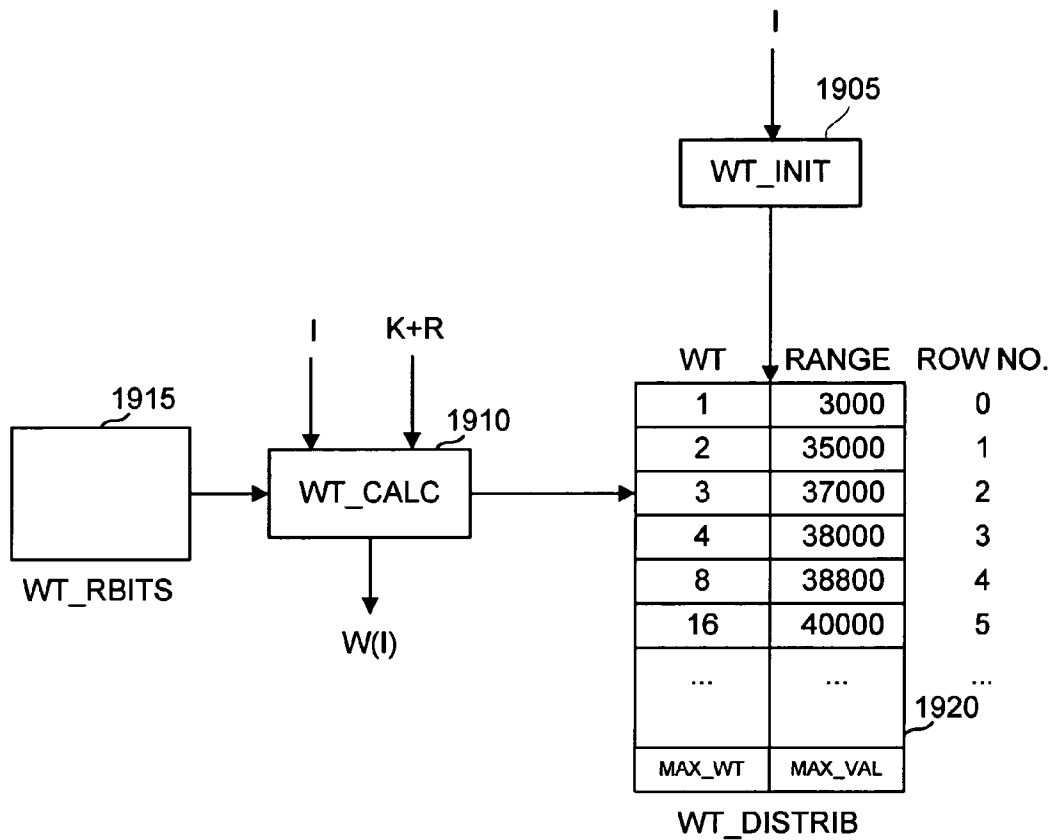 I
1905
WT_INIT
I K+R
WT RANGE ROW NO.
1915
1910
1 3000 0
2 35000 1
WT_CALC
3 37000 2
4 38000 3
WT_RBITS
8 38800 4
W(I)
16 40000 5
... ... ...
1920
MAX_WT MAX_VAL
WT_DISTRIB